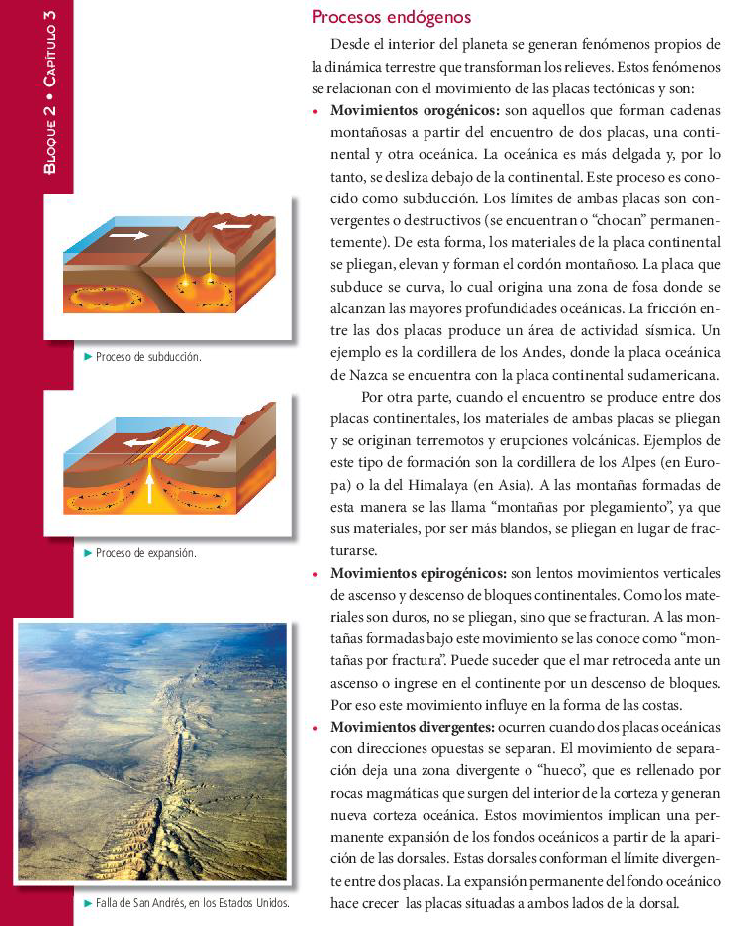 BLOQUE 2 • CAPÍTULO 3
Procesos endógenos
Desde el interior del planeta se generan fenómenos propios de
la dinámica terrestre que transforman los relieves. Estos fenómenos
se relacionan con el movimiento de las placas tectónicas y son:
• Movimientos orogénicos: son aquellos que forman cadenas
montañosas a partir del encuentro de dos placas, una conti-
nental y otra oceánica. La oceánica es más delgada y, por lo
tanto, se desliza debajo de la continental. Este proceso es cono-
cido como subducción. Los límites de ambas placas son con-
vergentes o destructivos (se encuentran o “chocan” permanen-
temente). De esta forma, los materiales de la placa continental
se pliegan, elevan y forman el cordón montañoso. La placa que
subduce se curva, lo cual origina una zona de fosa donde se
alcanzan las mayores profundidades oceánicas. La fricción en-
tre las dos placas produce un área de actividad sísmica. Un
ejemplo es la cordillera de los Andes, donde la placa oceánica
de Nazca se encuentra con la placa continental sudamericana.
Por otra parte, cuando el encuentro se produce entre dos
placas continentales, los materiales de ambas placas se pliegan
y se originan terremotos y erupciones volcánicas. Ejemplos de
este tipo de formación son la cordillera de los Alpes (en Euro-
pa) o la del Himalaya (en Asia). A las montañas formadas de
esta manera se las llama “montañas por plegamiento”, ya que
sus materiales, por ser más blandos, se pliegan en lugar de frac-
turarse.
• Movimientos epirogénicos: son lentos movimientos verticales
de ascenso y descenso de bloques continentales. Como los mate-
riales son duros, no se pliegan, sino que se fracturan. A las mon-
tañas formadas bajo este movimiento se las conoce como “mon-
tañas por fractura”. Puede suceder que el mar retroceda ante un
ascenso o ingrese en el continente por un descenso de bloques.
Por eso este movimiento influye en la forma de las costas.
• Movimientos divergentes: ocurren cuando dos placas oceánicas
con direcciones opuestas se separan. El movimiento de separa-
ción deja una zona divergente o “hueco”, que es rellenado por
rocas magmáticas que surgen del interior de la corteza y generan
nueva corteza oceánica. Estos movimientos implican una per-
manente expansión de los fondos oceánicos a partir de la apari-
ción de las dorsales. Estas dorsales conforman el límite divergen-
te entre dos placas. La expansión permanente del fondo oceánico
hace crecer las placas situadas a ambos lados de la dorsal.
► Proceso de subducción.
► Proceso de expansión.
► Falla de San Andrés, en los Estados Unidos.